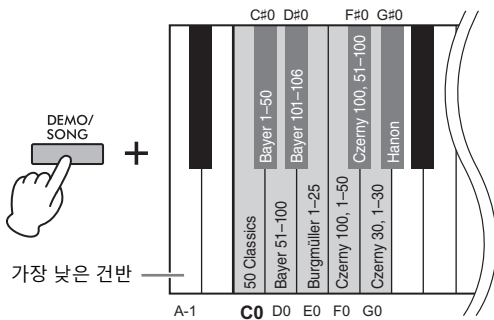 C♯0 D♯0 F♯0 G♯0
DEMO/
SONG
+
50 Classics
Bayer 1–50
Bayer 51–100
Bayer 101–106
Burgmüller 1–25
Czerny 100, 1–50
Czerny 100, 51–100
Czerny 30, 1–30
Hanon
가장 낮은 건반
A-1 C0 D0 E0 F0 G0